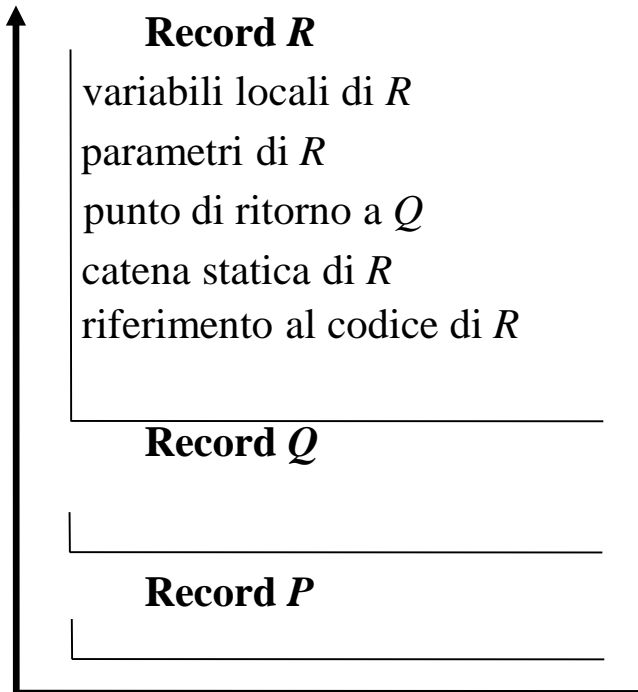 Record R
variabili locali di R
parametri di R
punto di ritorno a Q
catena statica di R
riferimento al codice di R
Record Q
Record P